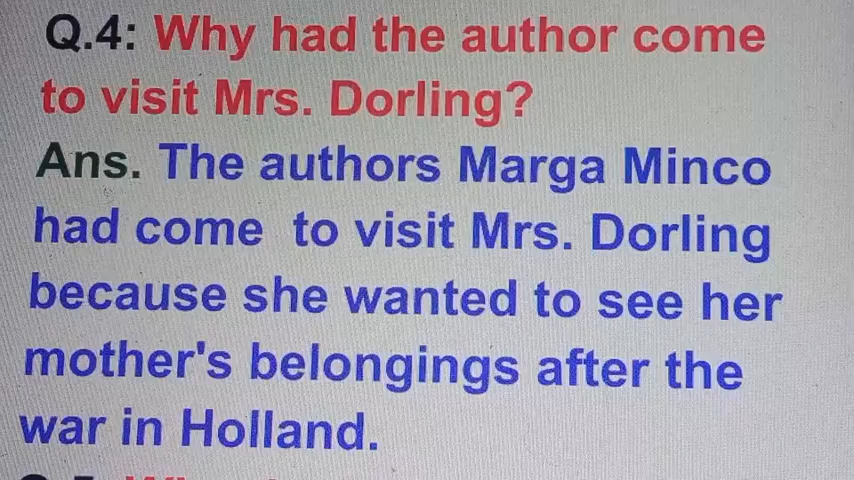 Q.4: Why had the author come
to visit Mrs. Dorling?
Ans. The authors Marga Minco
had come to visit Mrs. Dorling
because she wanted to see her
mother's belongings after the
war in Holland.